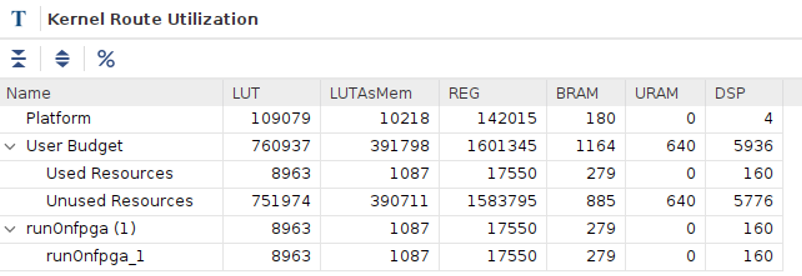 T Kernel Route Utilization
%
Name LUT LUTAsMem REG BRAM URAM DSP
Platform 109079 10218 142015 180 0 4
User Budget 760937 391798 1601345 1164 640 5936
Used Resources 8963 1087 17550 279 0 160
Unused Resources 751974 390711 1583795 885 640 5776
runOnfpga (1) 8963 1087 17550 279 0 160
runOnfpga_1 8963 1087 17550 279 0 160